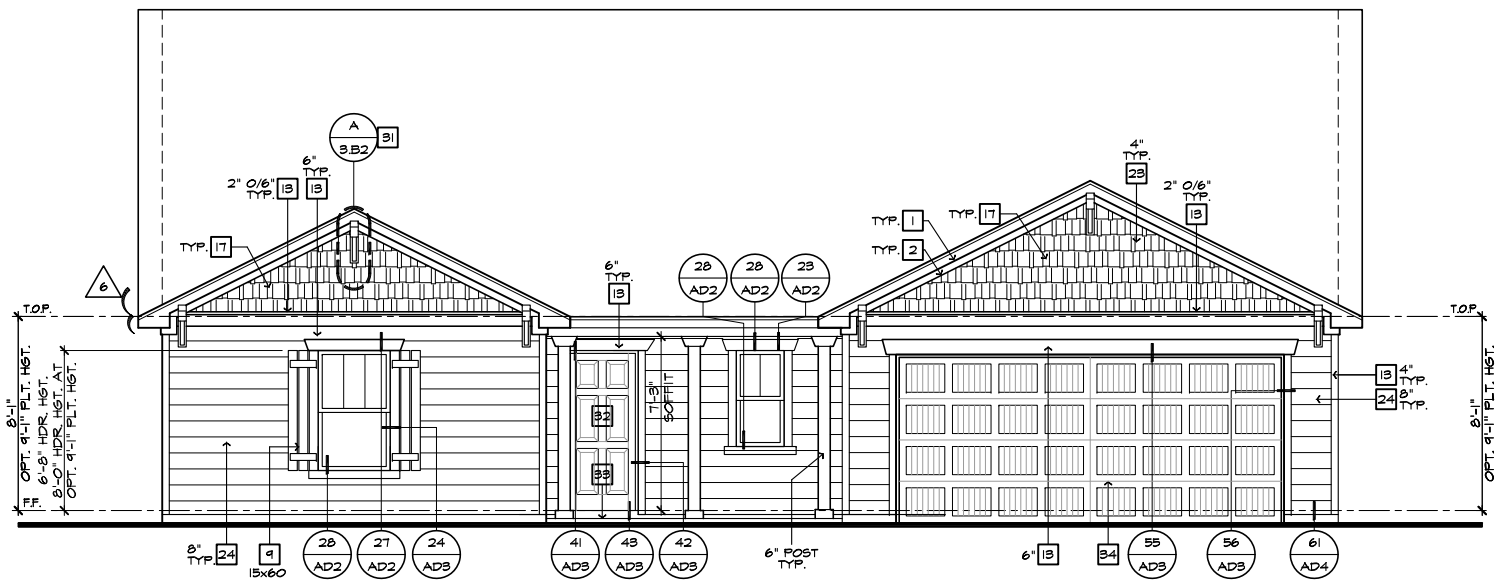 A
3.B2
31
6"
TYP.
13
2" O/6"
TYP.
13
TYP. 17
6
T.O.P.
8'-1"
OPT. 9'-1" PLT. HGT.
6'-8" HDR. HGT.
8'-0" HDR. HGT. AT
OPT. 9'-1" PLT. HGT.
F.F.
6"
TYP.
13
28
AD2
28
AD2
23
AD2
4"
TYP.
23
2" O/6"
TYP.
13
TYP. 1
TYP. 17
TYP. 2
T.O.P.
7'-3"
SOFFIT
32
33
13 4"
TYP.
24 8"
TYP.
8'-1"
OPT. 9'-1" PLT. HGT.
8"
TYP. 24
9
15x60
28
AD2
27
AD2
24
AD3
41
AD3
43
AD3
42
AD3
6" POST
TYP.
6" 13
34
55
AD3
56
AD3
61
AD4